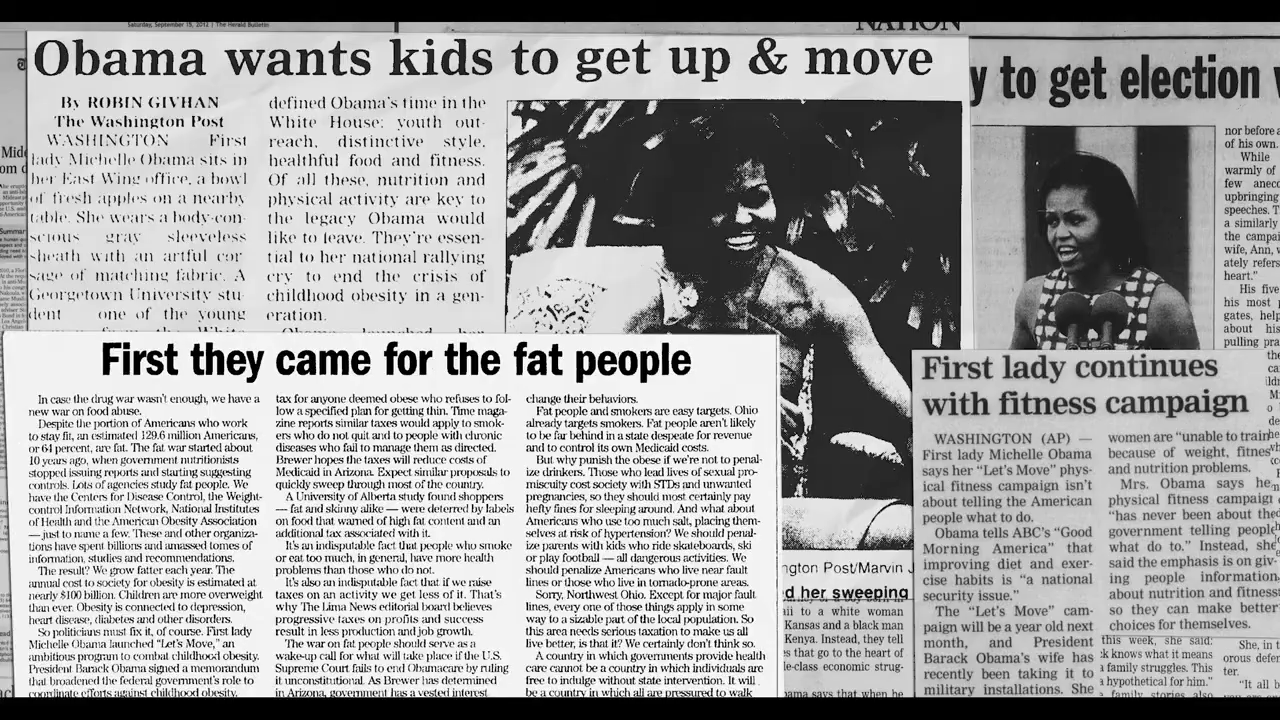 Saturday, September 15, 2012 | The Herald Bulletin
NATION
Obama wants kids to get up & move
By ROBIN GIVHAN
The Washington Post
WASHINGTON First
lady Michelle Obama sits in
her East Wing office, a bowl
of fresh apples on a nearby
table. She wears a body-con-
scious gray sleeveless
sheath with an artful cor-
sage of matching fabric. A
Georgetown University stu-
dent one of the young
defined Obama's time in the
White House: youth out-
reach, distinctive style,
healthful food and fitness.
Of all these, nutrition and
physical activity are key to
the legacy Obama would
like to leave. They're essen-
tial to her national rallying
cry to end the crisis of
childhood obesity in a gen-
eration.
Obama launched her
y to get election
nor before
of his own.
While
warmly of
few anec
upbringing
speeches. T
a similarly
the campai
wife, Ann, w
ately refers
heart."
His five
his most
gates, help
about his
pulling pra
First they came for the fat people
In case the drug war wasn't enough, we have a
new war on food abuse.
Despite the portion of Americans who work
to stay fit, an estimated 129.6 million Americans,
or 64 percent, are fat. The fat war started about
10 years ago, when government nutritionists
stopped issuing reports and starting suggesting
controls. Lots of agencies study fat people. We
have the Centers for Disease Control, the Weight-
control Information Network, National Institutes
of Health and the American Obesity Association
— just to name a few. These and other organiza-
tions have spent billions and amassed tomes of
information, studies and recommendations.
The result? We grow fatter each year. The
annual cost to society for obesity is estimated at
nearly $100 billion. Children are more overweight
than ever. Obesity is connected to depression,
heart disease, diabetes and other disorders.
So politicians must fix it, of course. First lady
Michelle Obama launched "Let's Move," an
ambitious program to combat childhood obesity.
President Barack Obama signed a memorandum
that broadened the federal government's role to
coordinate efforts against childhood obesity.
tax for anyone deemed obese who refuses to fol-
low a specified plan for getting thin. Time maga-
zine reports similar taxes would apply to smok-
ers who do not quit and to people with chronic
diseases who fail to manage them as directed.
Brewer hopes the taxes will reduce costs of
Medicaid in Arizona. Expect similar proposals to
quickly sweep through most of the country.
A University of Alberta study found shoppers
— fat and skinny alike — were deterred by labels
on food that warned of high fat content and an
additional tax associated with it.
It's an indisputable fact that people who smoke
or eat too much, in general, have more health
problems than those who do not.
It's also an indisputable fact that if we raise
taxes on an activity we get less of it. That's
why The Lima News editorial board believes
progressive taxes on profits and success
result in less production and job growth.
The war on fat people should serve as a
wake-up call for what will take place if the U.S.
Supreme Court fails to end Obamacare by ruling
it unconstitutional. As Brewer has determined
in Arizona, government has a vested interest
change their behaviors.
Fat people and smokers are easy targets. Ohio
already targets smokers. Fat people aren't likely
to be far behind in a state desperate for revenue
and to control its own Medicaid costs.
But why punish the obese if we're not to penal-
ize drinkers. Those who lead lives of sexual pro-
miscuity cost society with STDs and unwanted
pregnancies, so they should most certainly pay
hefty fines for sleeping around. And what about
Americans who use too much salt, placing them-
selves at risk of hypertension? We should penal-
ize parents with kids who ride skateboards, ski
or play football — all dangerous activities. We
should penalize Americans who live near fault
lines or those who live in tornado-prone areas.
Sorry, Northwest Ohio. Except for major fault
lines, every one of those things apply in some
way to a sizable part of the local population. So
this area needs serious taxation to make us all
live better, is that it? We certainly don't think so.
A country in which governments provide health
care cannot be a country in which individuals are
free to indulge without state intervention. It will
be a country in which all are pressured to walk
ngton Post/Marvin J
d her sweeping
ail to a white woman
Kansas and a black man
Kenya. Instead, they tell
es that go to the heart of
le-class economic strug-
bama says that when he
First lady continues
with fitness campaign
WASHINGTON (AP) —
First lady Michelle Obama
says her "Let's Move" phys-
ical fitness campaign isn't
about telling the American
people what to do.
Obama tells ABC's "Good
Morning America" that
improving diet and exer-
cise habits is "a national
security issue."
The "Let's Move" cam-
paign will be a year old next
month, and President
Barack Obama's wife has
recently been taking it to
military installations. She
women are "unable to train
because of weight, fitness
and nutrition problems.
Mrs. Obama says he
physical fitness campaign
"has never been about the
government telling people
what do to." Instead, she
said the emphasis is on giv-
ing people information
about nutrition and fitness
so they can make better
choices for themselves.
this week, she said:
k knows what it means
a family struggles. This
a hypothetical for him."
family stories also
She, in t
orous defer
ter.
"It all b